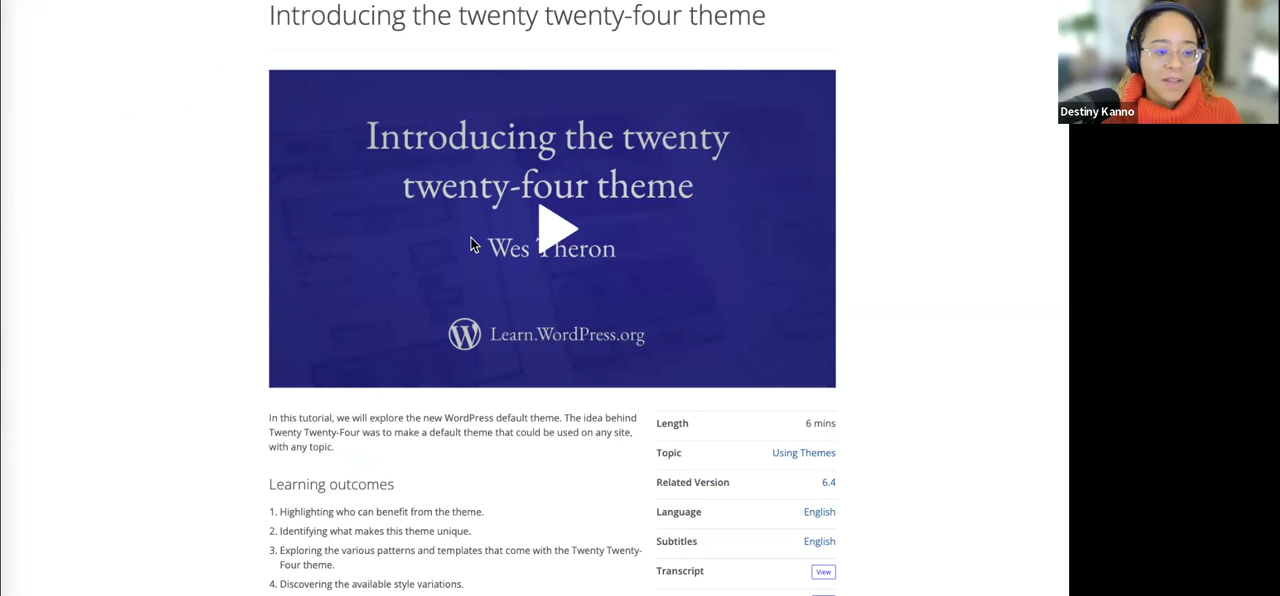 Introducing the twenty twenty-four theme
Destiny Kanno
Introducing the twenty
twenty-four theme
Wes Theron
Learn.WordPress.org
In this tutorial, we will explore the new WordPress default theme. The idea behind
Twenty Twenty-Four was to make a default theme that could be used on any site,
with any topic.
Learning outcomes
1. Highlighting who can benefit from the theme.
2. Identifying what makes this theme unique.
3. Exploring the various patterns and templates that come with the Twenty Twenty-
Four theme.
4. Discovering the available style variations.
Length 6 mins
Topic Using Themes
Related Version 6.4
Language English
Subtitles English
Transcript View